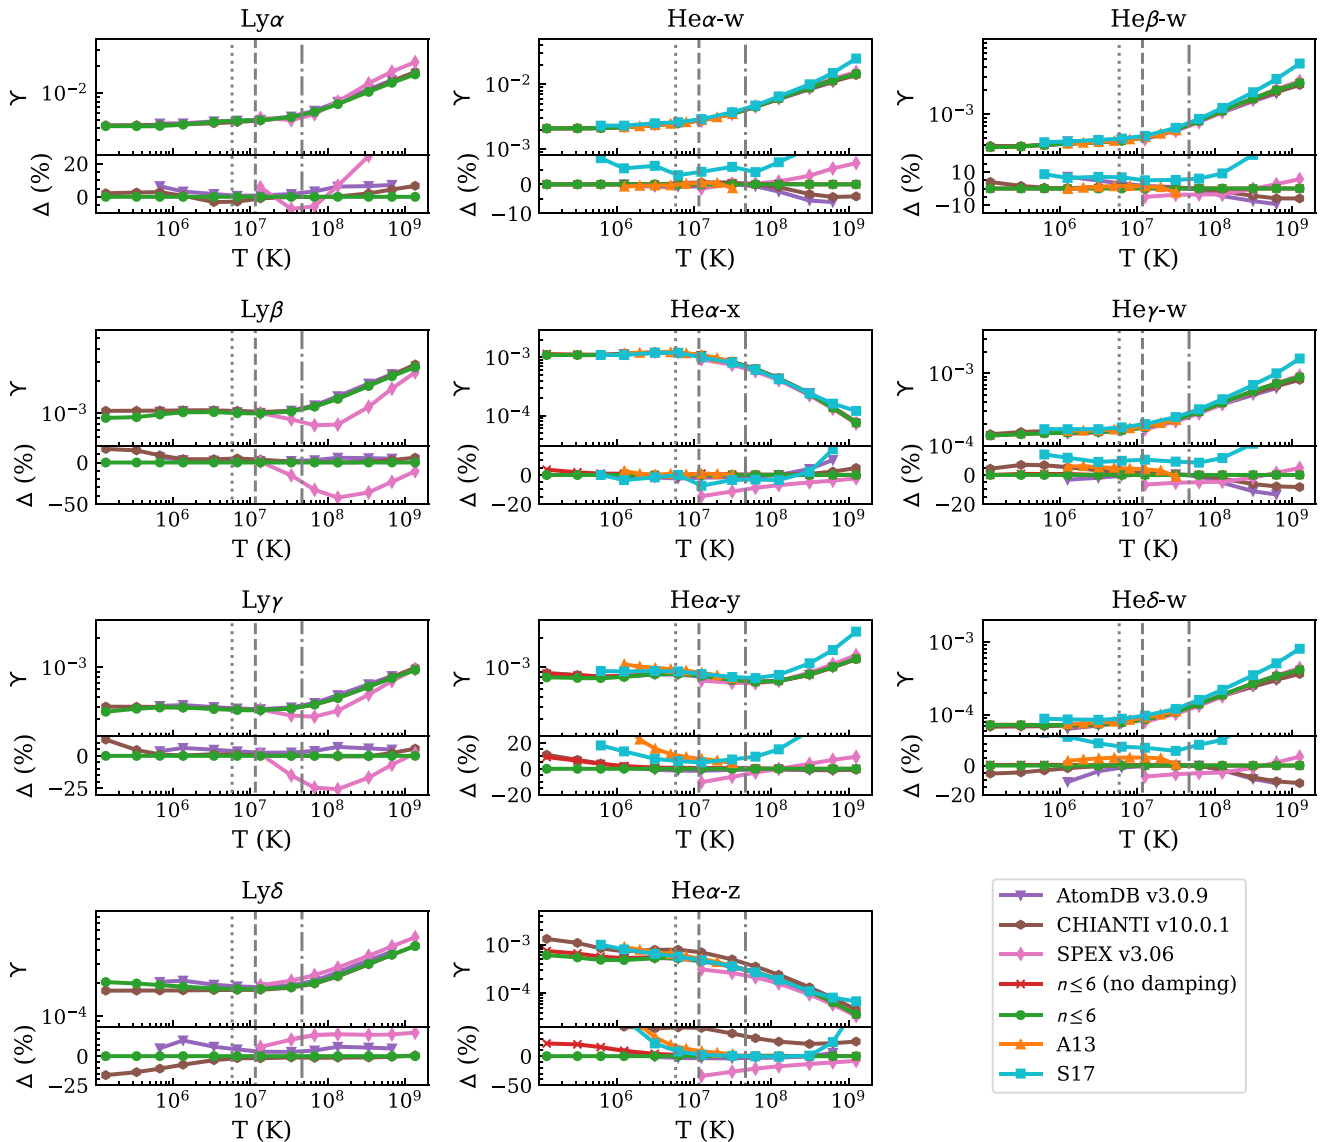 Lyα
Heα-w
Heβ-w
ϒ
10⁻²
ϒ
10⁻²
10⁻³
ϒ
10⁻³
Δ (%)
20
0
Δ (%)
0
−10
Δ (%)
10
0
−10
10⁶ 10⁷ 10⁸ 10⁹
10⁶ 10⁷ 10⁸ 10⁹
10⁶ 10⁷ 10⁸ 10⁹
T (K)
T (K)
T (K)
Lyβ
Heα-x
Heγ-w
ϒ
10⁻³
ϒ
10⁻³
10⁻⁴
ϒ
10⁻³
10⁻⁴
Δ (%)
0
−50
Δ (%)
0
−20
Δ (%)
0
−20
10⁶ 10⁷ 10⁸ 10⁹
10⁶ 10⁷ 10⁸ 10⁹
10⁶ 10⁷ 10⁸ 10⁹
T (K)
T (K)
T (K)
Lyγ
Heα-y
Heδ-w
ϒ
10⁻³
ϒ
10⁻³
ϒ
10⁻³
10⁻⁴
Δ (%)
0
−25
Δ (%)
20
0
−20
Δ (%)
0
−20
10⁶ 10⁷ 10⁸ 10⁹
10⁶ 10⁷ 10⁸ 10⁹
10⁶ 10⁷ 10⁸ 10⁹
T (K)
T (K)
T (K)
Lyδ
Heα-z
ϒ
10⁻⁴
ϒ
10⁻³
10⁻⁴
Δ (%)
0
−25
Δ (%)
0
−50
10⁶ 10⁷ 10⁸ 10⁹
10⁶ 10⁷ 10⁸ 10⁹
T (K)
T (K)
AtomDB v3.0.9
CHIANTI v10.0.1
SPEX v3.06
n ≤ 6 (no damping)
n ≤ 6
A13
S17